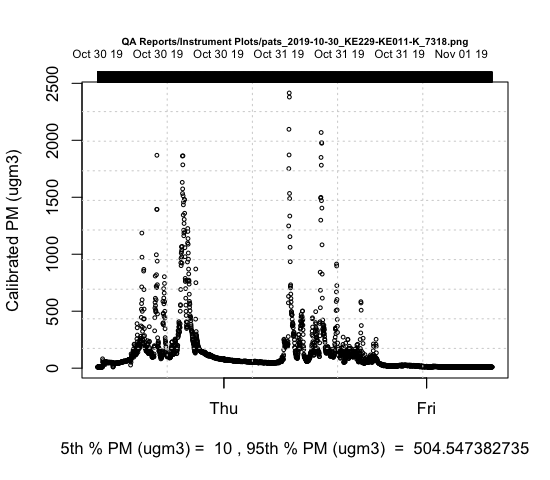 QA Reports/Instrument Plots/pats_2019-10-30_KE229-KE011-K_7318.png
Oct 30 19 Oct 30 19 Oct 30 19 Oct 31 19 Oct 31 19 Oct 31 19 Nov 01 19
2500
2000
1500
1000
500
0
Calibrated PM (ugm3)
Thu Fri
5th % PM (ugm3) = 10 , 95th % PM (ugm3) = 504.547382735